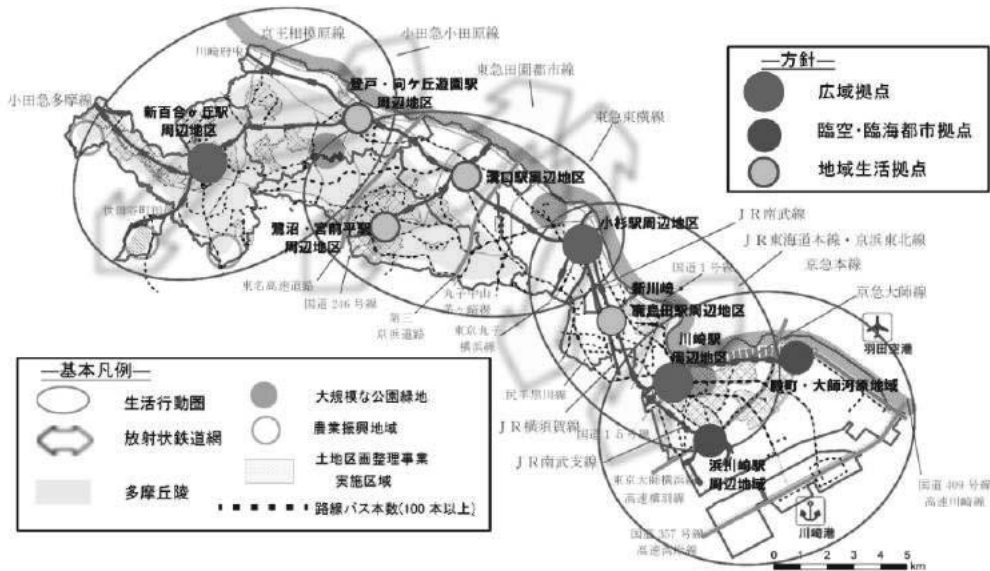 京王相模原線
小田急小田原線
川崎府中
登戸・向ケ丘遊園駅
周辺地区
東急田園都市線
小田急多摩線
新百合ヶ丘駅
周辺地区
東急東横線
溝口駅周辺地区
小杉駅周辺地区
鷺沼・宮前平駅
周辺地区
世田谷町田
東名高速道路
国道246号線
第三
京浜道路
丸子中山・
茅ヶ崎線
東京丸子
横浜線
JR南武線
JR東海道本線・京浜東北線
国道1号線
京急本線
新川崎・
鹿島田駅周辺地区
京急大師線
川崎駅
周辺地区
羽田空港
殿町・大師河原地域
JR横須賀線
国道15号線
JR南武支線
浜川崎駅
周辺地域
東京大師横浜線
高速横羽線
国道357号線
高速湾岸線
川崎港
国道409号線
高速川崎線
0 1 2 3 4 5
km
―方針―
広域拠点
臨空・臨海都市拠点
地域生活拠点
―基本凡例―
生活行動圏
放射状鉄道網
多摩丘陵
大規模な公園緑地
農業振興地域
土地区画整理事業
実施区域
路線バス本数(100本以上)